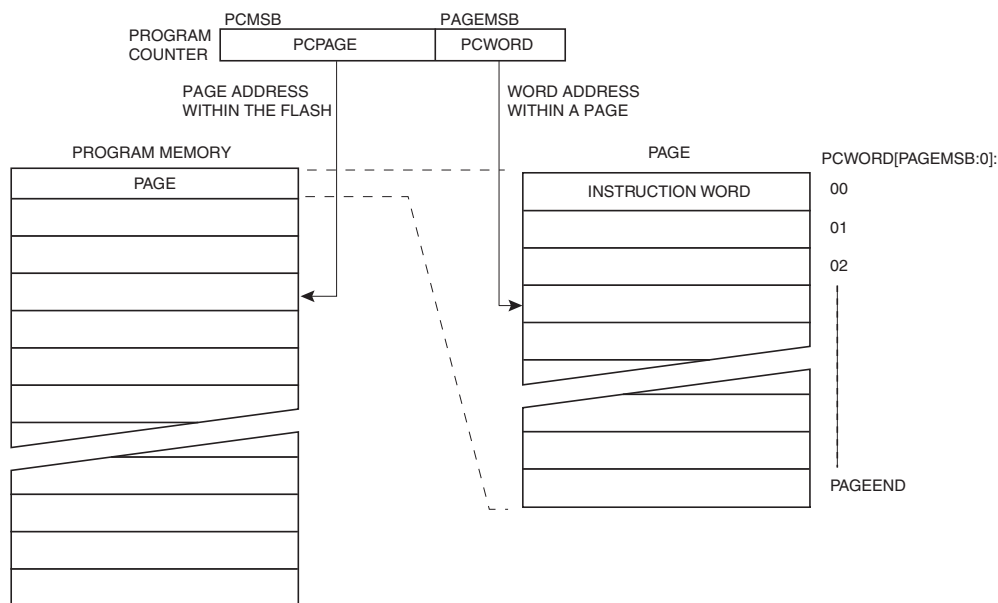 PCMSB PAGEMSB
PROGRAM
COUNTER
PCPAGE PCWORD
PAGE ADDRESS
WITHIN THE FLASH
WORD ADDRESS
WITHIN A PAGE
PROGRAM MEMORY
PAGE
PAGE
INSTRUCTION WORD
PCWORD[PAGEMSB:0]:
00
01
02
PAGEEND